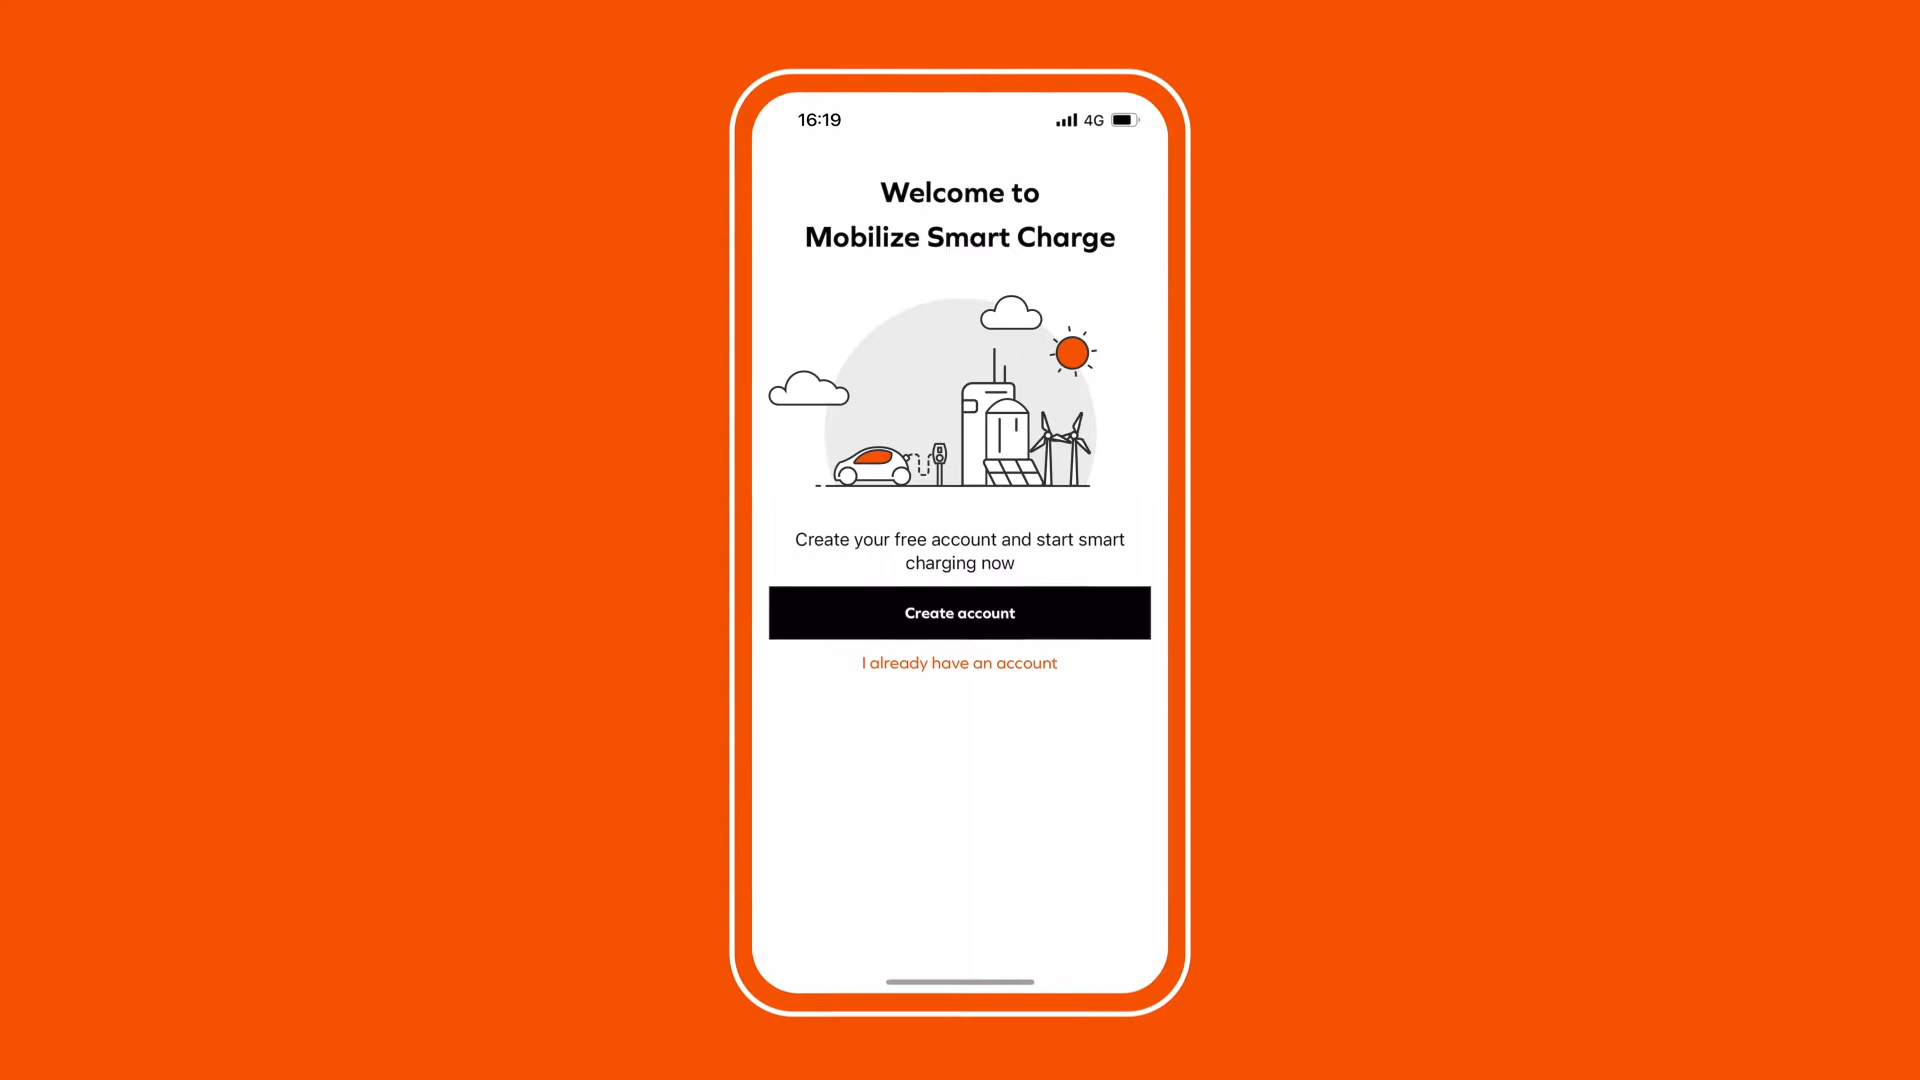 16:19
4G
Welcome to
Mobilize Smart Charge
Create your free account and start smart
charging now
Create account
I already have an account